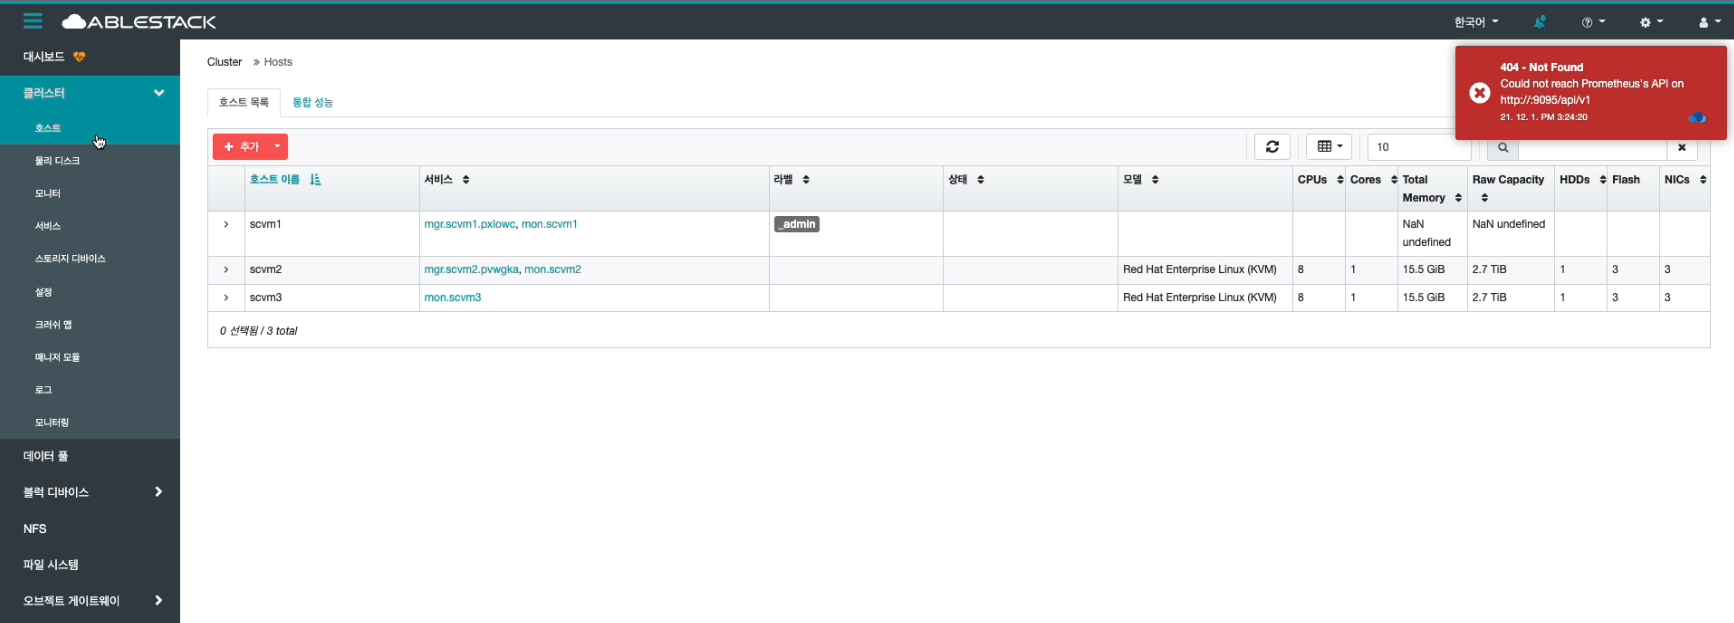 ABLESTACK
한국어
대시보드
클러스터
호스트
물리 디스크
모니터
서비스
스토리지 디바이스
설정
크러쉬 맵
매니저 모듈
로그
모니터링
데이터 풀
블럭 디바이스
NFS
파일 시스템
오브젝트 게이트웨이
Cluster » Hosts
404 - Not Found
Could not reach Prometheus's API on
http://:9095/api/v1
21. 12. 1. PM 3:24:20
호스트 목록 통합 성능
+ 추가
10
호스트 이름 서비스 라벨 상태 모델 CPUs Cores Total Memory Raw Capacity HDDs Flash NICs
scvm1 mgr.scvm1.pxlowc, mon.scvm1 _admin NaN undefined NaN undefined
scvm2 mgr.scvm2.pvwgka, mon.scvm2 Red Hat Enterprise Linux (KVM) 8 1 15.5 GiB 2.7 TiB 1 3 3
scvm3 mon.scvm3 Red Hat Enterprise Linux (KVM) 8 1 15.5 GiB 2.7 TiB 1 3 3
0 선택됨 / 3 total